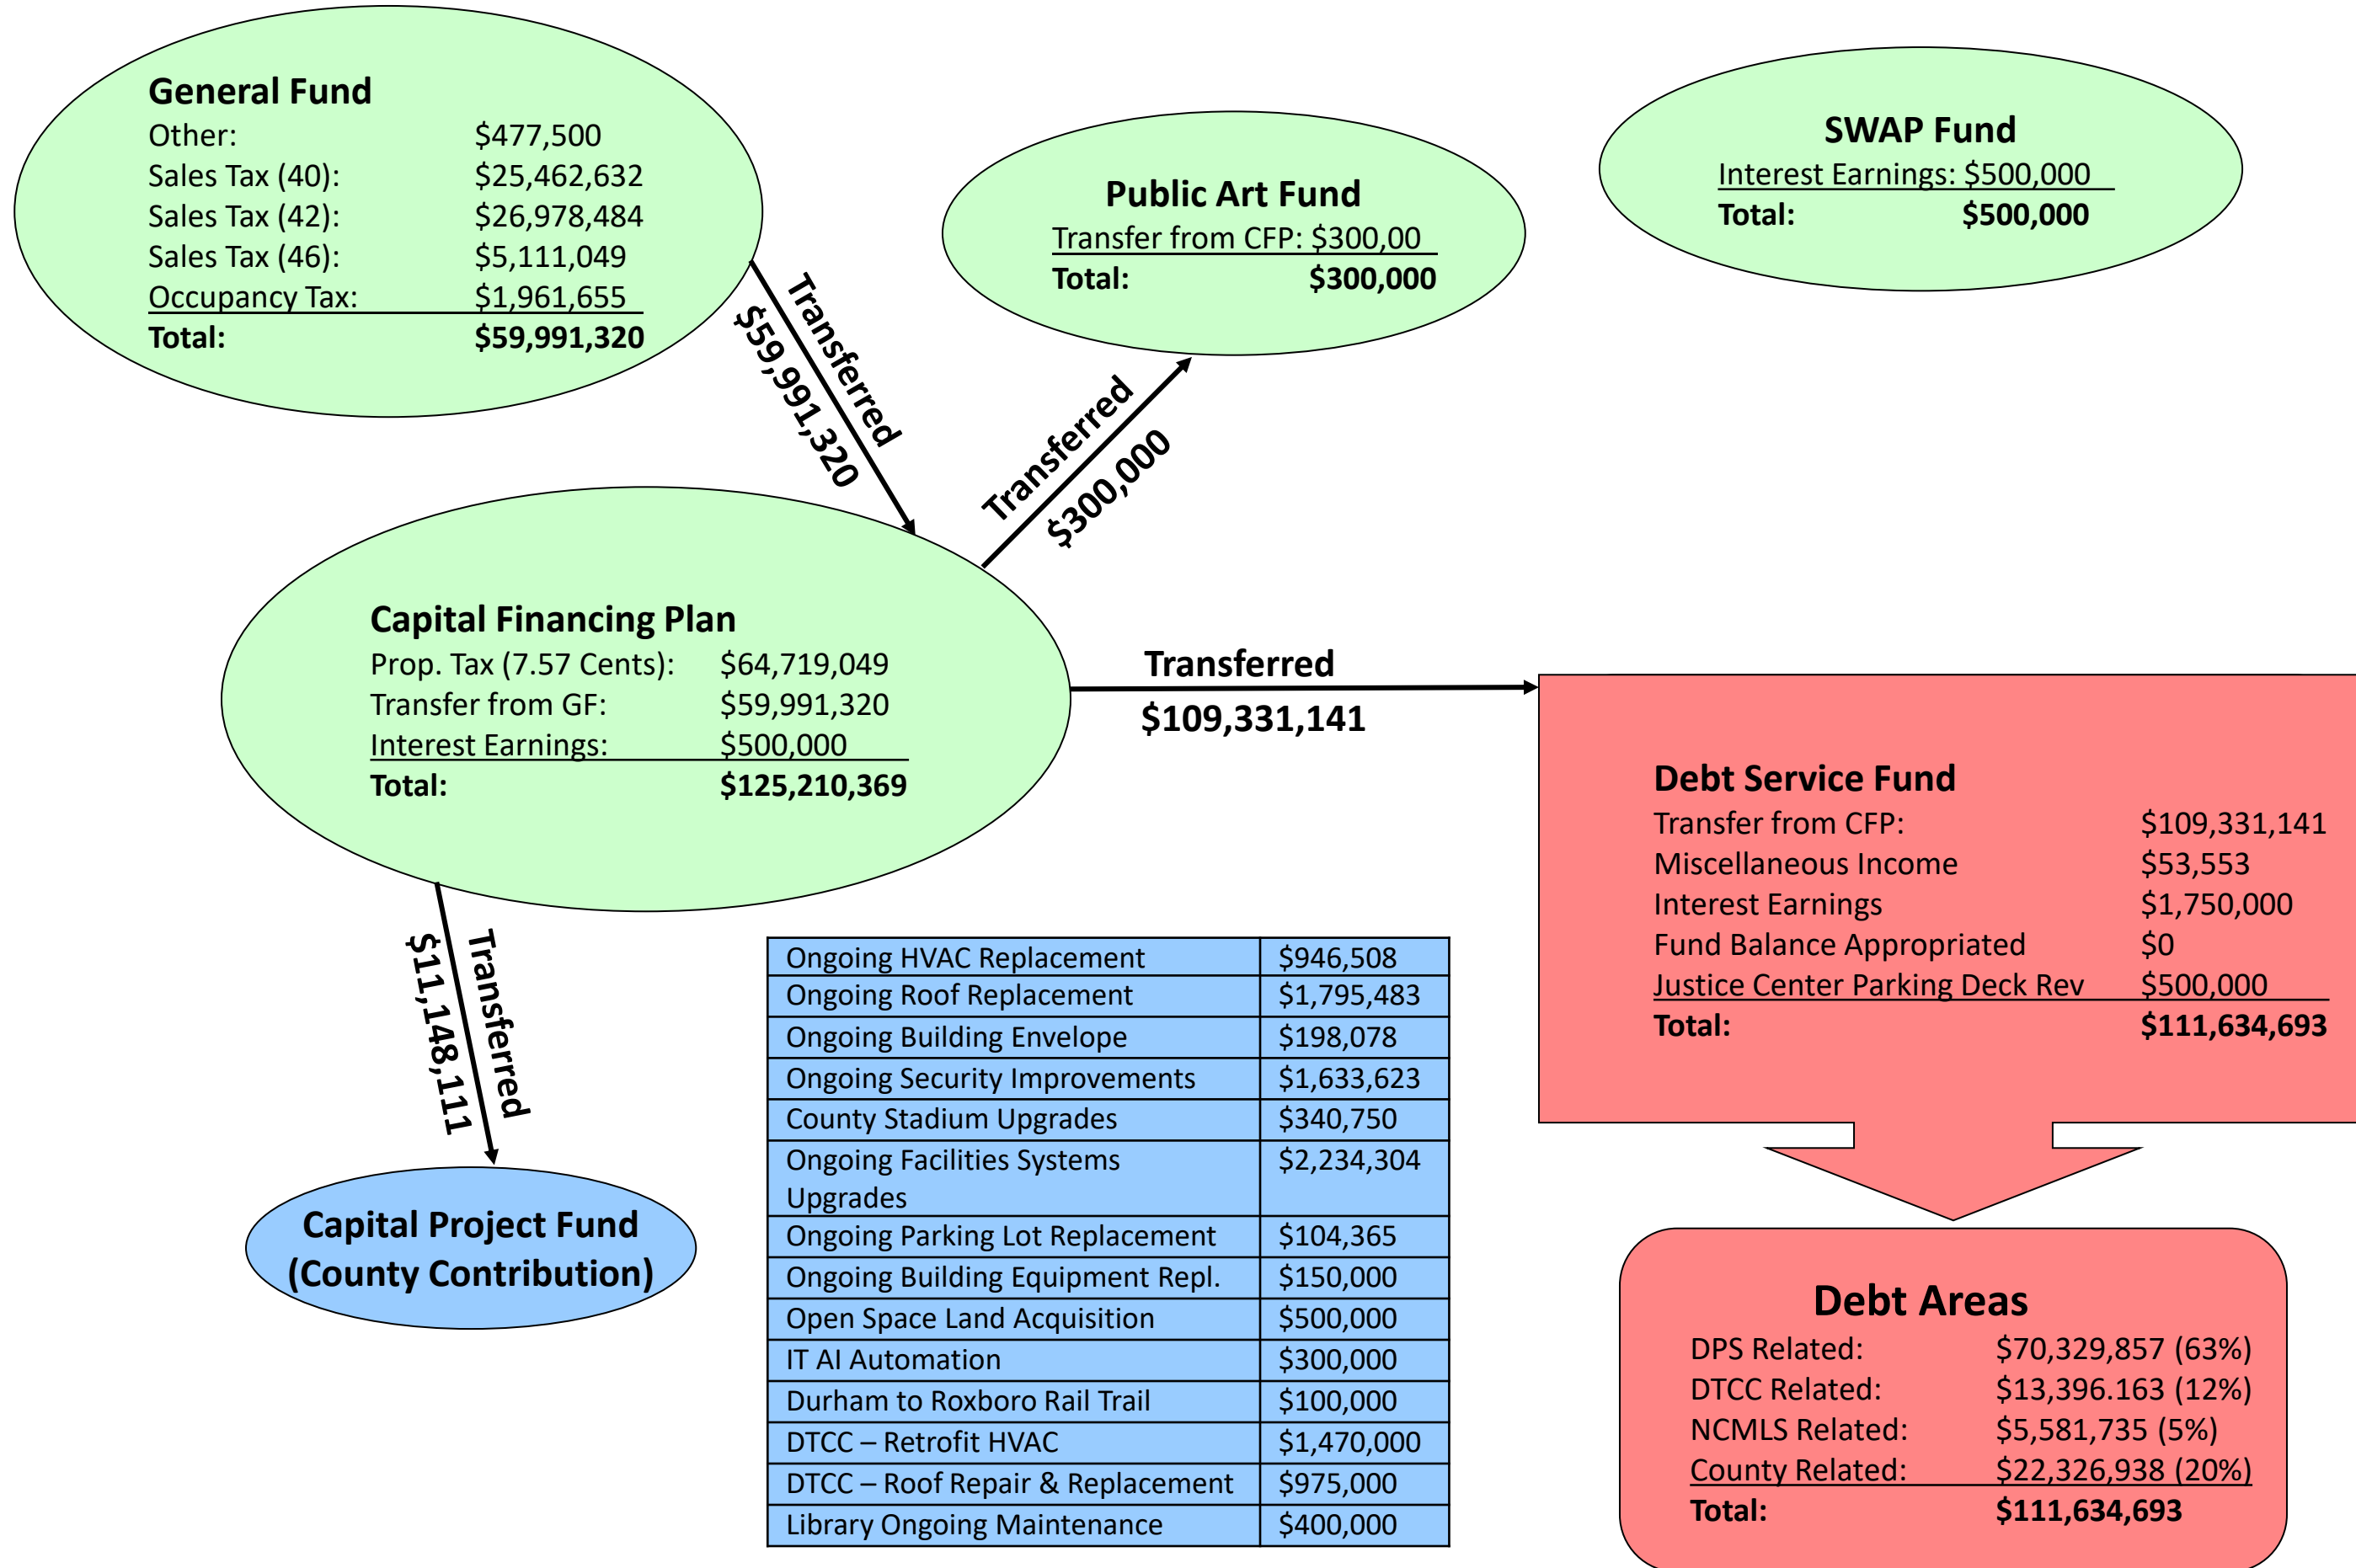 General Fund
Other: $477,500
Sales Tax (40): $25,462,632
Sales Tax (42): $26,978,484
Sales Tax (46): $5,111,049
Occupancy Tax: $1,961,655
Total: $59,991,320
Public Art Fund
Transfer from CFP: $300,00
Total: $300,000
SWAP Fund
Interest Earnings: $500,000
Total: $500,000
Transferred
$59,991,320
Transferred
$300,000
Capital Financing Plan
Prop. Tax (7.57 Cents): $64,719,049
Transfer from GF: $59,991,320
Interest Earnings: $500,000
Total: $125,210,369
Transferred
$109,331,141
Debt Service Fund
Transfer from CFP: $109,331,141
Miscellaneous Income $53,553
Interest Earnings $1,750,000
Fund Balance Appropriated $0
Justice Center Parking Deck Rev $500,000
Total: $111,634,693
Transferred
$11,148,111
Capital Project Fund
(County Contribution)
Ongoing HVAC Replacement $946,508
Ongoing Roof Replacement $1,795,483
Ongoing Building Envelope $198,078
Ongoing Security Improvements $1,633,623
County Stadium Upgrades $340,750
Ongoing Facilities Systems $2,234,304
Upgrades
Ongoing Parking Lot Replacement $104,365
Ongoing Building Equipment Repl. $150,000
Open Space Land Acquisition $500,000
IT AI Automation $300,000
Durham to Roxboro Rail Trail $100,000
DTCC – Retrofit HVAC $1,470,000
DTCC – Roof Repair & Replacement $975,000
Library Ongoing Maintenance $400,000
Debt Areas
DPS Related: $70,329,857 (63%)
DTCC Related: $13,396.163 (12%)
NCMLS Related: $5,581,735 (5%)
County Related: $22,326,938 (20%)
Total: $111,634,693